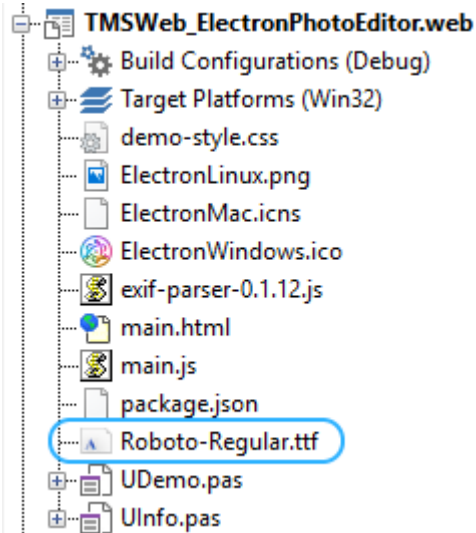 TMSWeb_ElectronPhotoEditor.web
Build Configurations (Debug)
Target Platforms (Win32)
demo-style.css
ElectronLinux.png
ElectronMac.icns
ElectronWindows.ico
exif-parser-0.1.12.js
main.html
main.js
package.json
Roboto-Regular.ttf
UDemo.pas
UInfo.pas